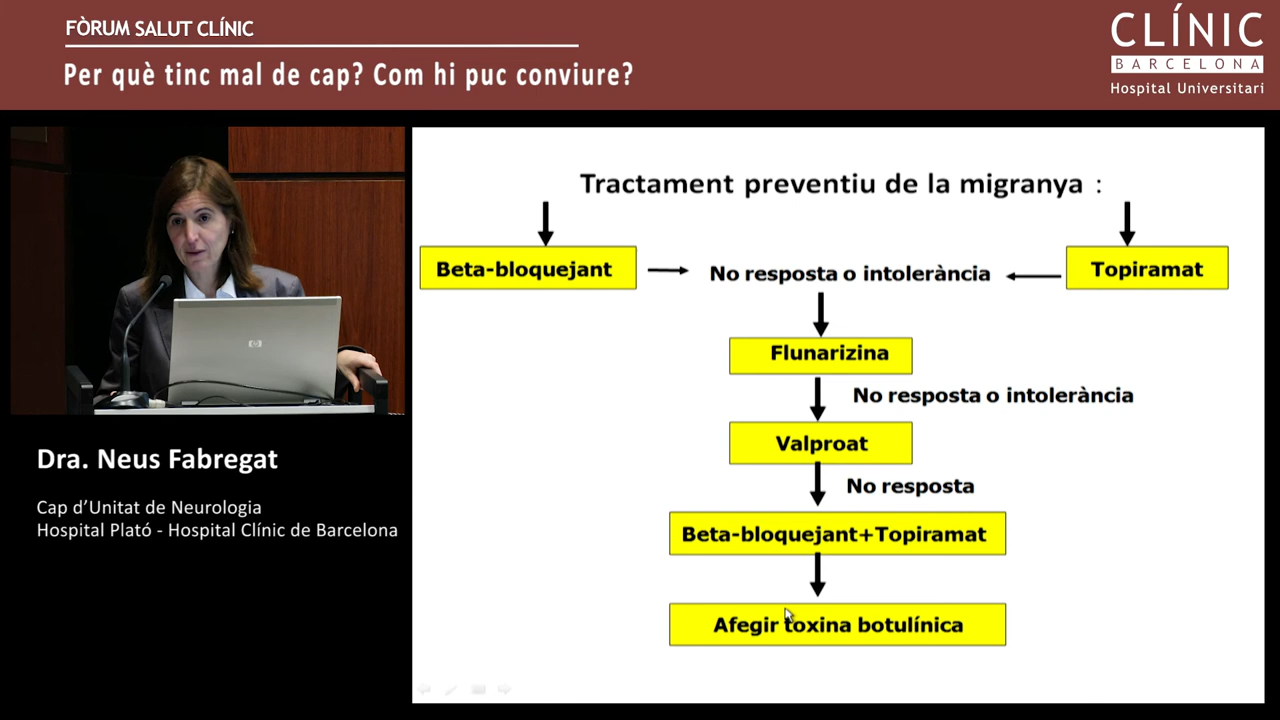 FÒRUM SALUT CLÍNIC
Per què tinc mal de cap? Com hi puc conviure?
CLÍNIC
BARCELONA
Hospital Universitari
Tractament preventiu de la migranya :
Beta-bloquejant
No resposta o intolerància
Topiramat
Flunarizina
No resposta o intolerància
Valproat
No resposta
Beta-bloquejant+Topiramat
Afegir toxina botulínica
Dra. Neus Fabregat
Cap d’Unitat de Neurologia
Hospital Plató - Hospital Clínic de Barcelona
hp